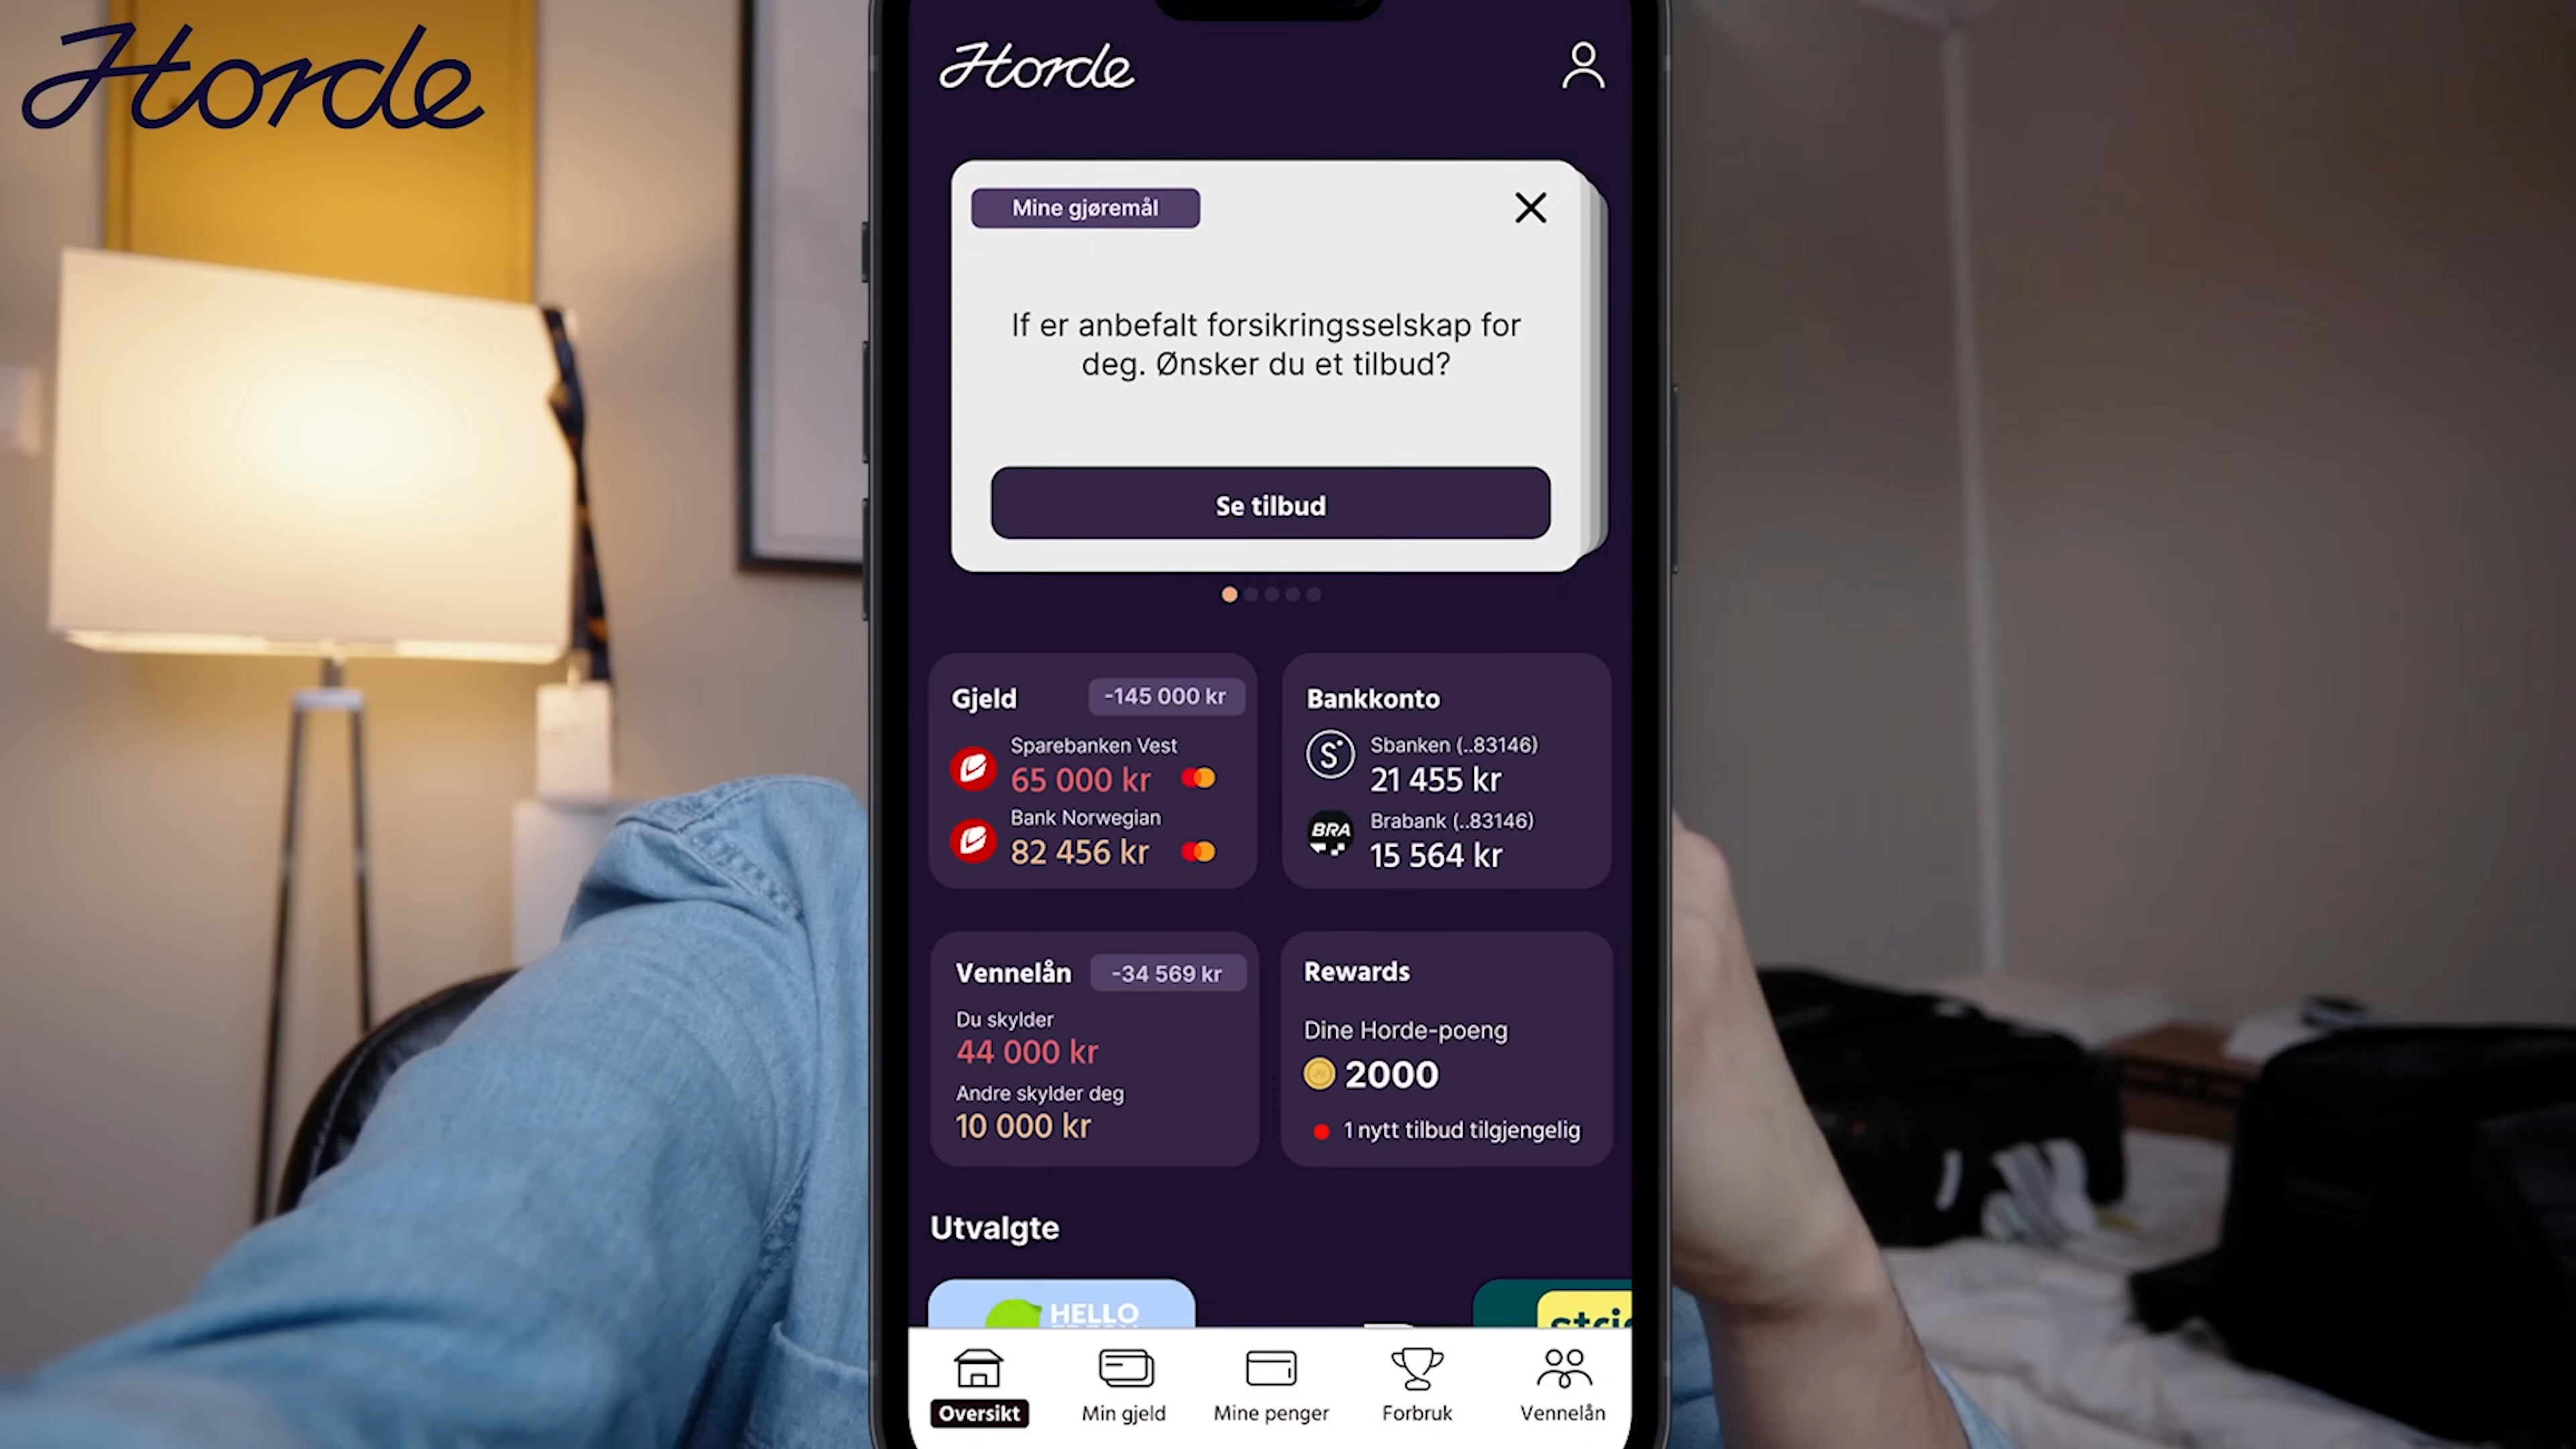 Horde
Horde
Mine gjøremål
If er anbefalt forsikringsselskap for
deg. Ønsker du et tilbud?
Se tilbud
Gjeld
-145 000 kr
Sparebanken Vest
65 000 kr
Bank Norwegian
82 456 kr
Bankkonto
Sbanken (..83146)
21 455 kr
BRA
Brabank (..83146)
15 564 kr
Vennelån
-34 569 kr
Du skylder
44 000 kr
Andre skylder deg
10 000 kr
Rewards
Dine Horde-poeng
2000
1 nytt tilbud tilgjengelig
Utvalgte
HELLO
Oversikt
Min gjeld
Mine penger
Forbruk
Vennelån